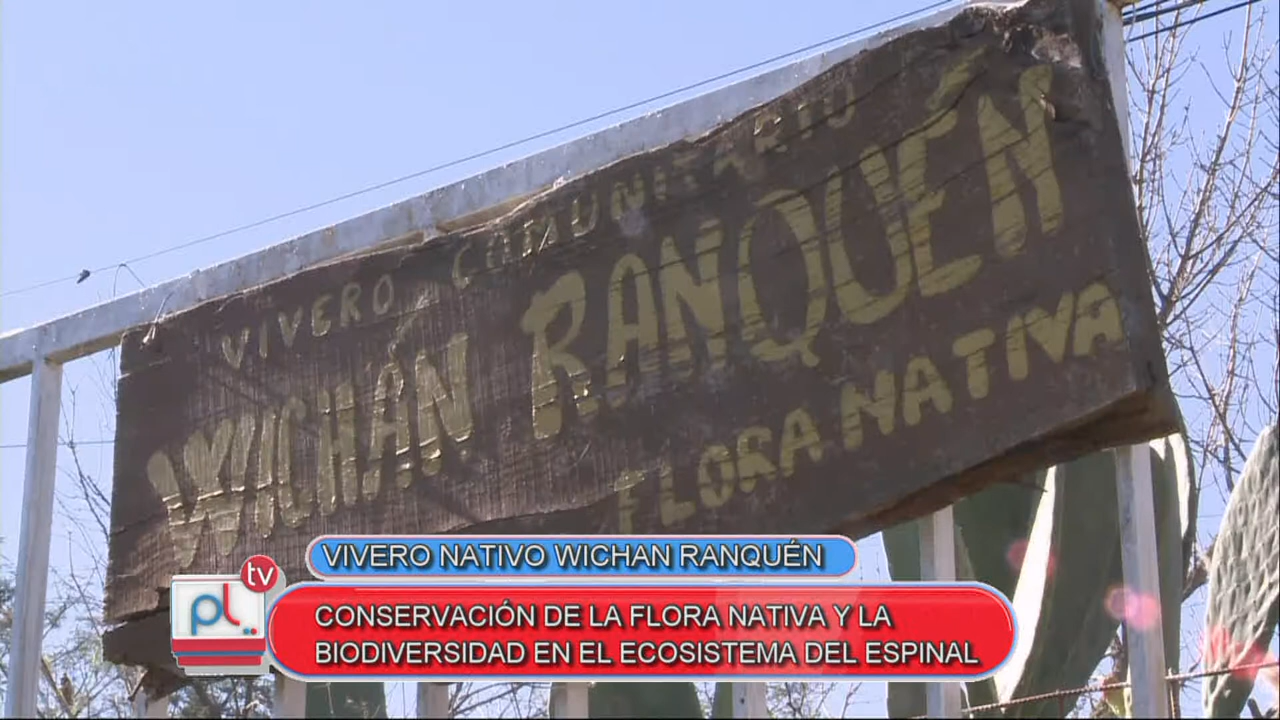 VIVERO COMUNITARIO
WICHÁN RANQUÉN
FLORA NATIVA
VIVERO NATIVO WICHAN RANQUÉN
tv
pL..
CONSERVACIÓN DE LA FLORA NATIVA Y LA
BIODIVERSIDAD EN EL ECOSISTEMA DEL ESPINAL